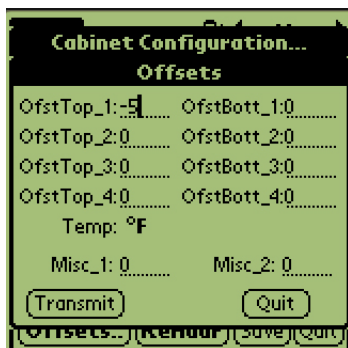 Cabinet Configuration...
Offsets
OfstTop_1:-5 OfstBott_1:0
OfstTop_2:0 OfstBott_2:0
OfstTop_3:0 OfstBott_3:0
OfstTop_4:0 OfstBott_4:0
Temp: °F
Misc_1: 0 Misc_2: 0
Transmit Quit
Offsets.. Save Quit